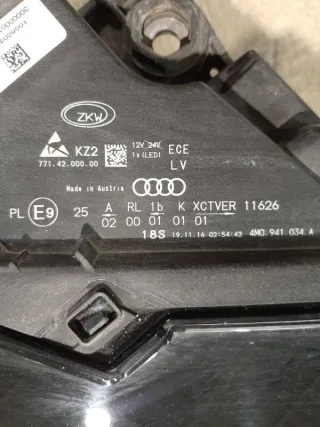 ZKW
KZ2 12V 24V ECE
771.42.000.00 1x(LED) LV
Made in Austria
PL E9 25 A RL 1b K XCTVER 11626
02 00 01 01 01
18S 19.11.16 02:54:42 4M0.941.034.A